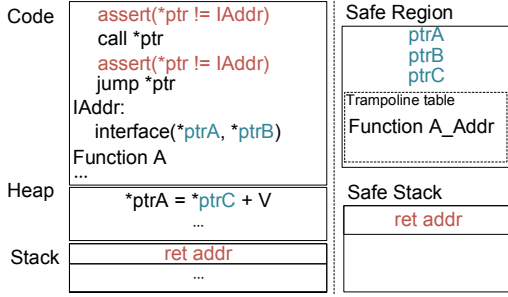 Code
assert(*ptr != IAddr)
call *ptr
assert(*ptr != IAddr)
jump *ptr
IAddr:
interface(*ptrA, *ptrB)
Function A
...
Heap
*ptrA = *ptrC + V
...
Stack
ret addr
...
Safe Region
ptrA
ptrB
ptrC
Trampoline table
Function A_Addr
Safe Stack
ret addr